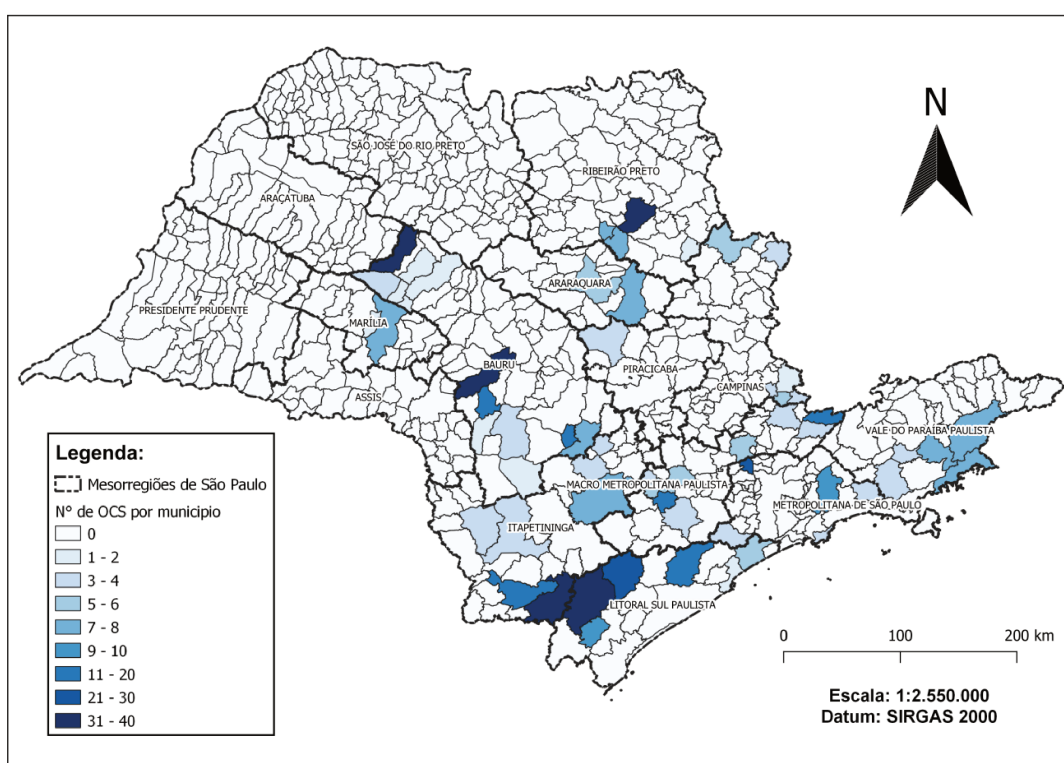 N
SÃO JOSÉ DO RIO PRETO
RIBEIRÃO PRETO
ARAÇATUBA
ARARAQUARA
PRESIDENTE PRUDENTE
MARÍLIA
BAURU
PIRACICABA
CAMPINAS
ASSIS
VALE DO PARAÍBA PAULISTA
MACRO METROPOLITANA PAULISTA
METROPOLITANA DE SÃO PAULO
ITAPETININGA
LITORAL SUL PAULISTA
Legenda:
Mesorregiões de São Paulo
N° de OCS por municipio
0
1 - 2
3 - 4
5 - 6
7 - 8
9 - 10
11 - 20
21 - 30
31 - 40
0 100 200 km
Escala: 1:2.550.000
Datum: SIRGAS 2000